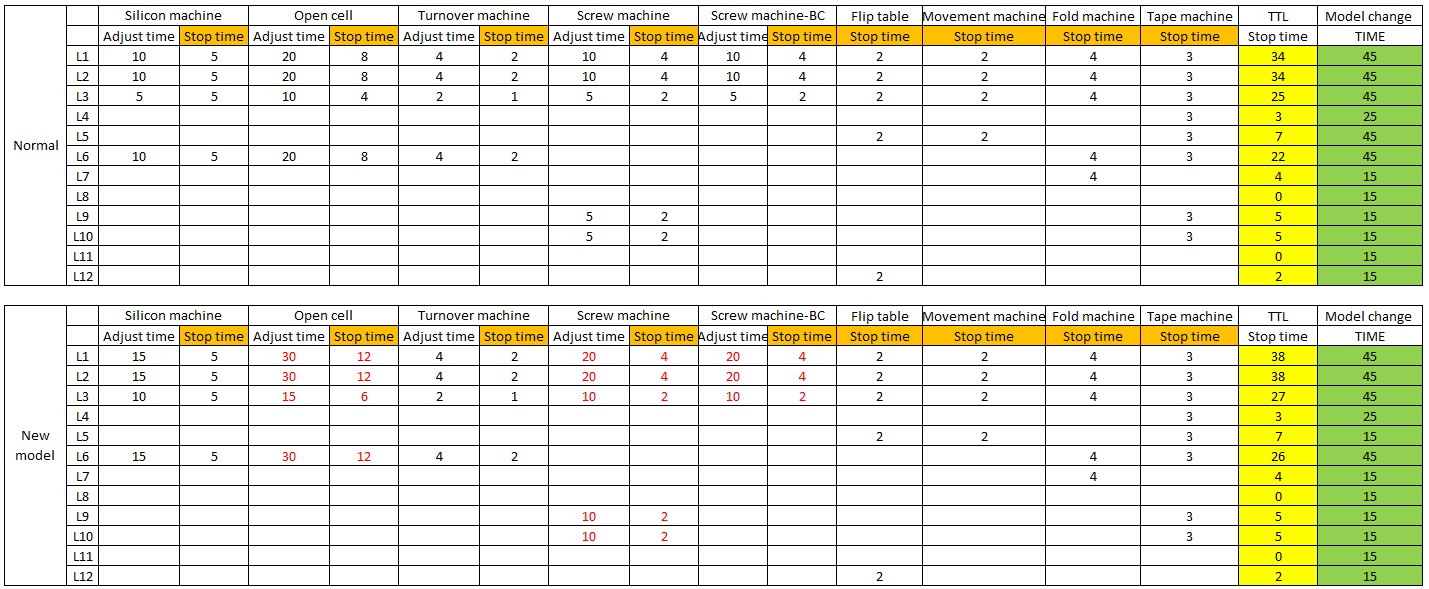 Silicon machine Open cell Turnover machine Screw machine Screw machine-BC Flip table Movement machine Fold machine Tape machine TTL Model change
Adjust time Stop time Adjust time Stop time Adjust time Stop time Adjust time Stop time Adjust time Stop time Stop time Stop time Stop time Stop time Stop time TIME
L1 10 5 20 8 4 2 10 4 10 4 2 2 4 3 34 45
L2 10 5 20 8 4 2 10 4 10 4 2 2 4 3 34 45
L3 5 5 10 4 2 1 5 2 5 2 2 2 4 3 25 45
L4 3 3 25
Normal L5 2 2 3 7 45
L6 10 5 20 8 4 2 4 3 22 45
L7 4 4 15
L8 0 15
L9 5 2 3 5 15
L10 5 2 3 5 15
L11 0 15
L12 2 2 15
Silicon machine Open cell Turnover machine Screw machine Screw machine-BC Flip table Movement machine Fold machine Tape machine TTL Model change
Adjust time Stop time Adjust time Stop time Adjust time Stop time Adjust time Stop time Adjust time Stop time Stop time Stop time Stop time Stop time Stop time TIME
L1 15 5 30 12 4 2 20 4 20 4 2 2 4 3 38 45
L2 15 5 30 12 4 2 20 4 20 4 2 2 4 3 38 45
L3 10 5 15 6 2 1 10 2 10 2 2 2 4 3 27 45
L4 3 3 25
New L5 2 2 3 7 15
model L6 15 5 30 12 4 2 4 3 26 45
L7 4 4 15
L8 0 15
L9 10 2 3 5 15
L10 10 2 3 5 15
L11 0 15
L12 2 2 15